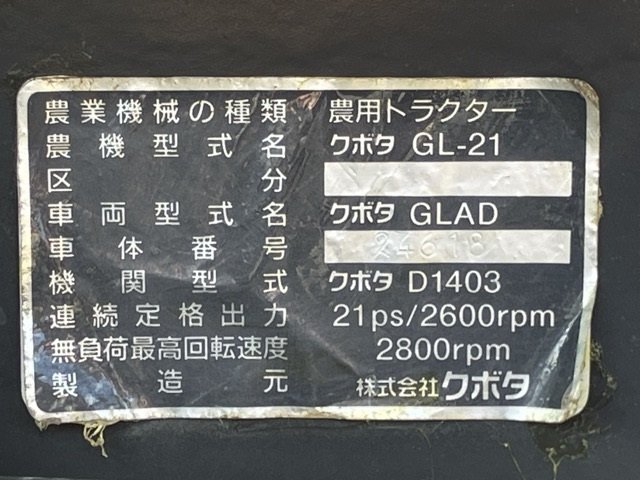 農業機械の種類 農用トラクター
農機型式名 クボタ GL-21
区分
車両型式名 クボタ GLAD
車体番号 24618
機関型式 クボタ D1403
連続定格出力 21ps/2600rpm
無負荷最高回転速度 2800rpm
製造元 株式会社クボタ